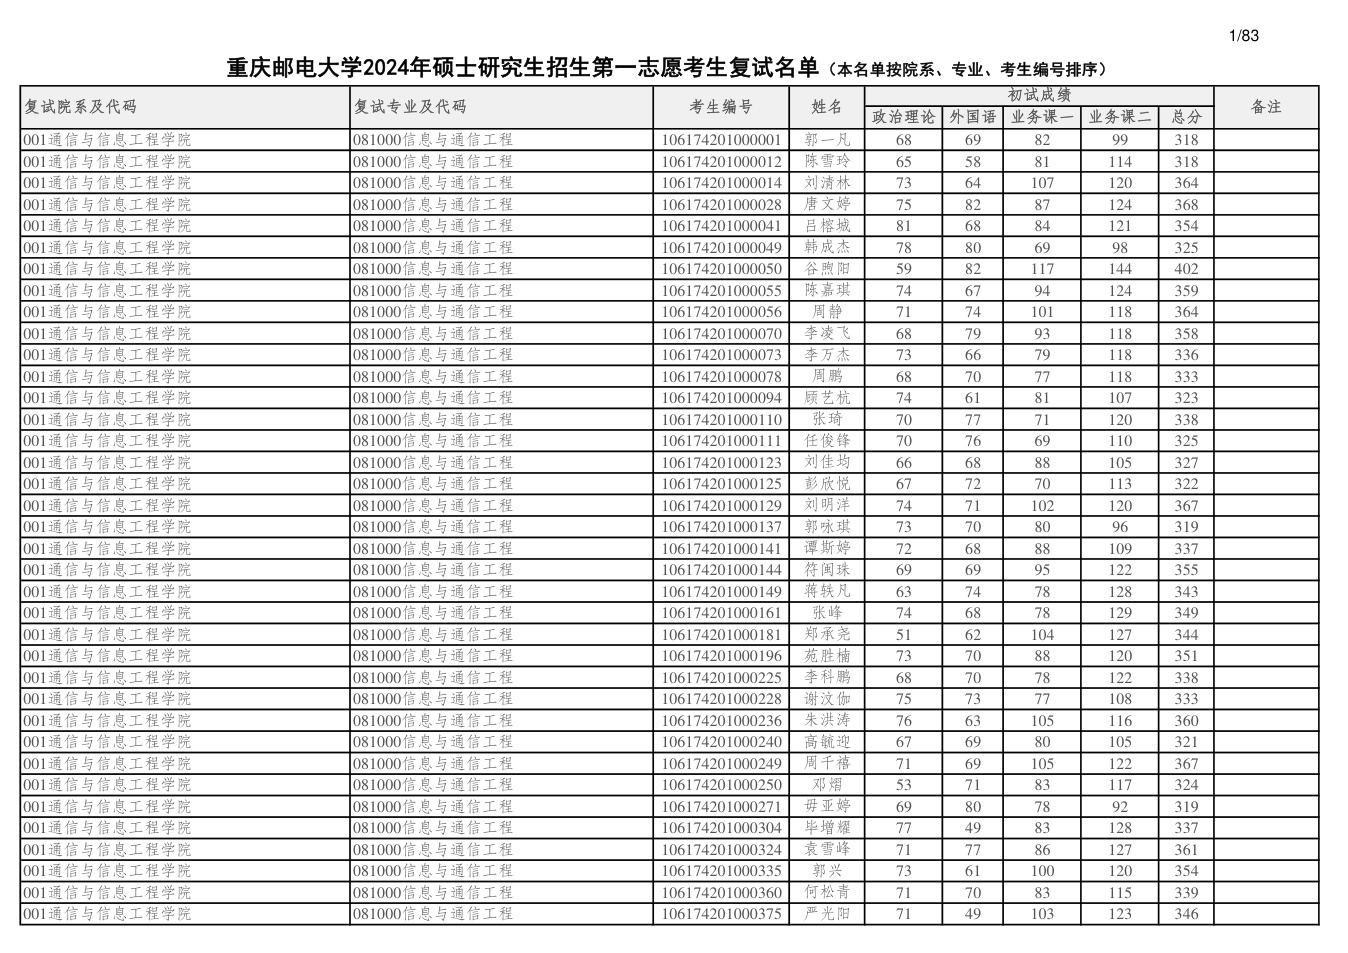 1/83
重庆邮电大学2024年硕士研究生招生第一志愿考生复试名单（本名单按院系、专业、考生编号排序）
复试院系及代码 复试专业及代码 考生编号 姓名 初试成绩 备注
政治理论 外国语 业务课一 业务课二 总分
001通信与信息工程学院 081000信息与通信工程 106174201000001 郭一凡 68 69 82 99 318
001通信与信息工程学院 081000信息与通信工程 106174201000012 陈雪玲 65 58 81 114 318
001通信与信息工程学院 081000信息与通信工程 106174201000014 刘清林 73 64 107 120 364
001通信与信息工程学院 081000信息与通信工程 106174201000028 唐文婷 75 82 87 124 368
001通信与信息工程学院 081000信息与通信工程 106174201000041 吕榕城 81 68 84 121 354
001通信与信息工程学院 081000信息与通信工程 106174201000049 韩成杰 78 80 69 98 325
001通信与信息工程学院 081000信息与通信工程 106174201000050 谷煦阳 59 82 117 144 402
001通信与信息工程学院 081000信息与通信工程 106174201000055 陈嘉琪 74 67 94 124 359
001通信与信息工程学院 081000信息与通信工程 106174201000056 周静 71 74 101 118 364
001通信与信息工程学院 081000信息与通信工程 106174201000070 李凌飞 68 79 93 118 358
001通信与信息工程学院 081000信息与通信工程 106174201000073 李万杰 73 66 79 118 336
001通信与信息工程学院 081000信息与通信工程 106174201000078 周鹏 68 70 77 118 333
001通信与信息工程学院 081000信息与通信工程 106174201000094 顾艺杭 74 61 81 107 323
001通信与信息工程学院 081000信息与通信工程 106174201000110 张琦 70 77 71 120 338
001通信与信息工程学院 081000信息与通信工程 106174201000111 任俊锋 70 76 69 110 325
001通信与信息工程学院 081000信息与通信工程 106174201000123 刘佳均 66 68 88 105 327
001通信与信息工程学院 081000信息与通信工程 106174201000125 彭欣悦 67 72 70 113 322
001通信与信息工程学院 081000信息与通信工程 106174201000129 刘明洋 74 71 102 120 367
001通信与信息工程学院 081000信息与通信工程 106174201000137 郭咏琪 73 70 80 96 319
001通信与信息工程学院 081000信息与通信工程 106174201000141 谭斯婷 72 68 88 109 337
001通信与信息工程学院 081000信息与通信工程 106174201000144 符闽珠 69 69 95 122 355
001通信与信息工程学院 081000信息与通信工程 106174201000149 蒋轶凡 63 74 78 128 343
001通信与信息工程学院 081000信息与通信工程 106174201000161 张峰 74 68 78 129 349
001通信与信息工程学院 081000信息与通信工程 106174201000181 郑承尧 51 62 104 127 344
001通信与信息工程学院 081000信息与通信工程 106174201000196 苑胜楠 73 70 88 120 351
001通信与信息工程学院 081000信息与通信工程 106174201000225 李科鹏 68 70 78 122 338
001通信与信息工程学院 081000信息与通信工程 106174201000228 谢汶伽 75 73 77 108 333
001通信与信息工程学院 081000信息与通信工程 106174201000236 朱洪涛 76 63 105 116 360
001通信与信息工程学院 081000信息与通信工程 106174201000240 高毓迎 67 69 80 105 321
001通信与信息工程学院 081000信息与通信工程 106174201000249 周千禧 71 69 105 122 367
001通信与信息工程学院 081000信息与通信工程 106174201000250 邓熠 53 71 83 117 324
001通信与信息工程学院 081000信息与通信工程 106174201000271 毋亚婷 69 80 78 92 319
001通信与信息工程学院 081000信息与通信工程 106174201000304 毕增耀 77 49 83 128 337
001通信与信息工程学院 081000信息与通信工程 106174201000324 袁雪峰 71 77 86 127 361
001通信与信息工程学院 081000信息与通信工程 106174201000335 郭兴 73 61 100 120 354
001通信与信息工程学院 081000信息与通信工程 106174201000360 何松青 71 70 83 115 339
001通信与信息工程学院 081000信息与通信工程 106174201000375 严光阳 71 49 103 123 346